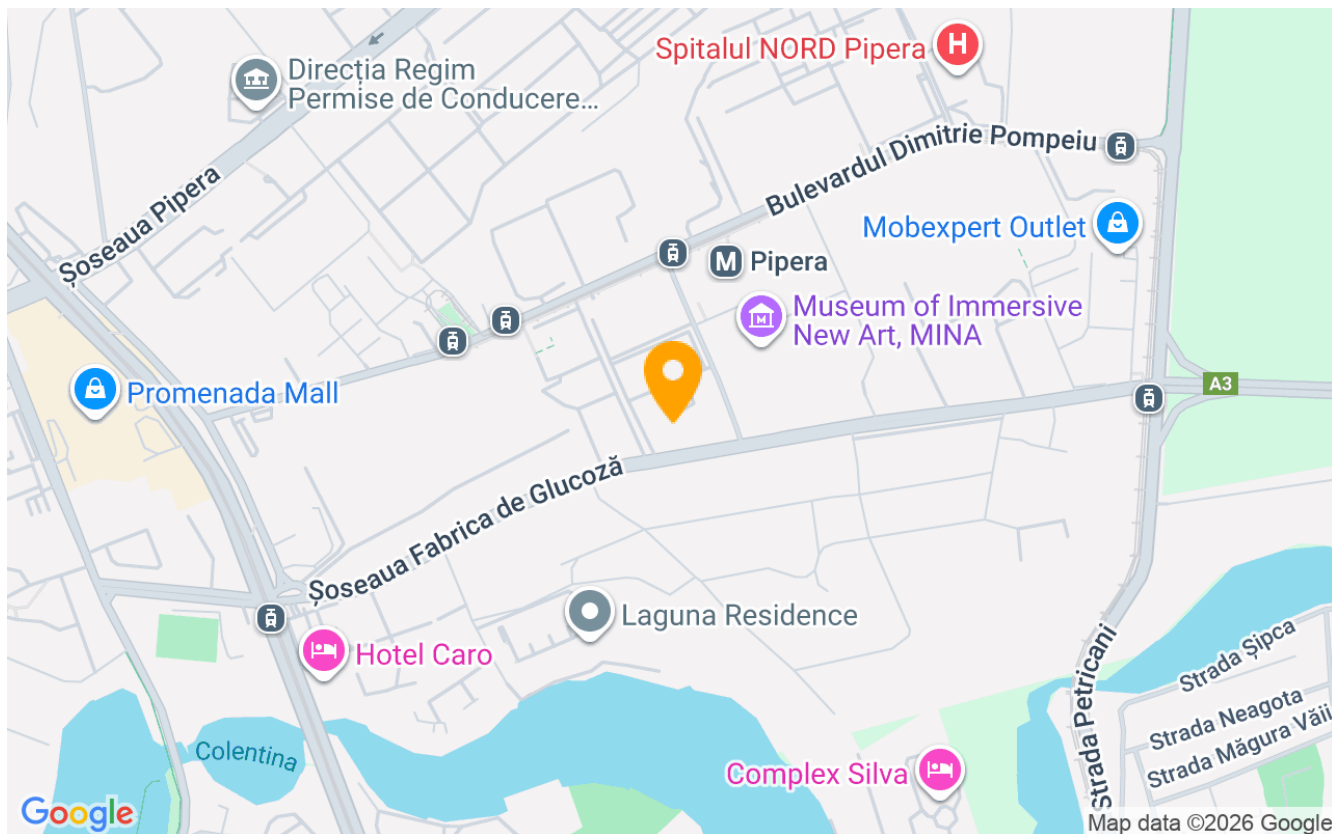 Spitalul NORD Pipera
H
Direcția Regim
Permise de Conducere...
Bulevardul Dimitrie Pompeiu
Șoseaua Pipera
Mobexpert Outlet
M
Pipera
Museum of Immersive
New Art, MINA
Promenada Mall
A3
Șoseaua Fabrica de Glucoză
Laguna Residence
Hotel Caro
Strada Petricani
Strada Șipca
Strada Neagota
Strada Măgura Văii
Colentina
Complex Silva
Google
Map data ©2026 Google